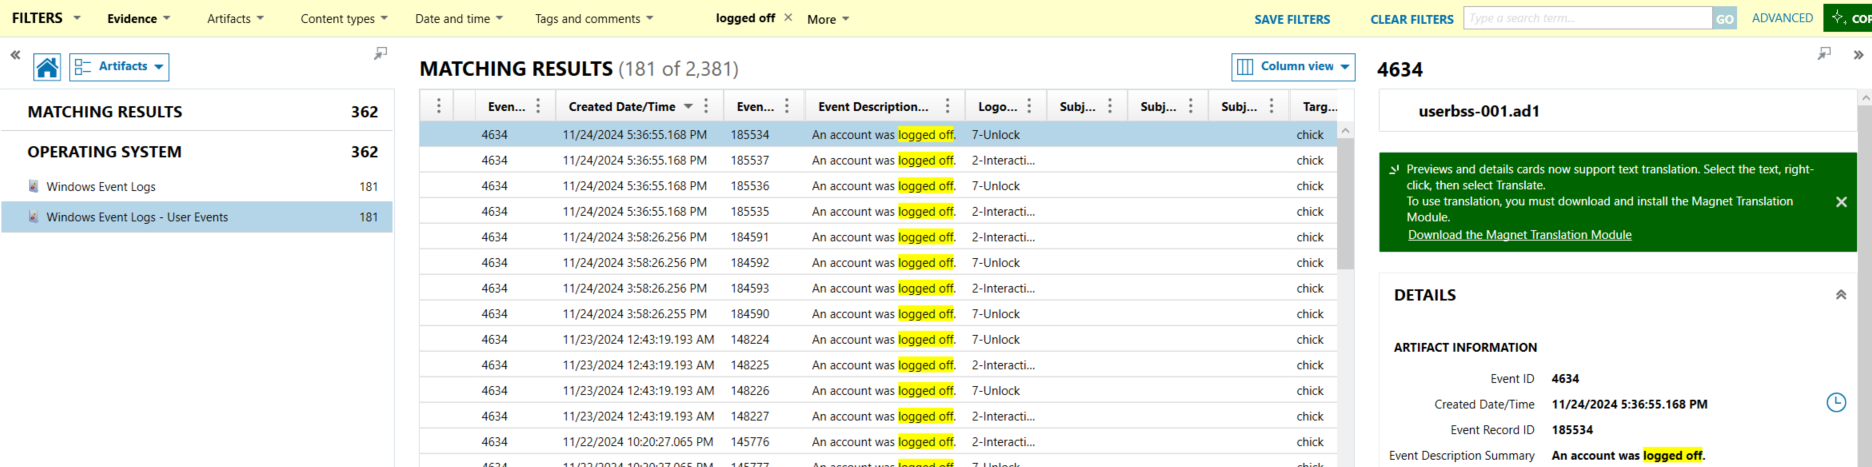 FILTERS Evidence Artifacts Content types Date and time Tags and comments logged off × More SAVE FILTERS CLEAR FILTERS Type a search term... GO ADVANCED
Artifacts
MATCHING RESULTS 362
OPERATING SYSTEM 362
Windows Event Logs 181
Windows Event Logs - User Events 181
MATCHING RESULTS (181 of 2,381) Column view
Even... Created Date/Time Even... Event Description... Logo... Subj... Subj... Subj... Targ...
4634 11/24/2024 5:36:55.168 PM 185534 An account was logged off. 7-Unlock chick
4634 11/24/2024 5:36:55.168 PM 185537 An account was logged off. 2-Interacti... chick
4634 11/24/2024 5:36:55.168 PM 185536 An account was logged off. 7-Unlock chick
4634 11/24/2024 5:36:55.168 PM 185535 An account was logged off. 2-Interacti... chick
4634 11/24/2024 3:58:26.256 PM 184591 An account was logged off. 2-Interacti... chick
4634 11/24/2024 3:58:26.256 PM 184592 An account was logged off. 7-Unlock chick
4634 11/24/2024 3:58:26.256 PM 184593 An account was logged off. 2-Interacti... chick
4634 11/24/2024 3:58:26.255 PM 184590 An account was logged off. 7-Unlock chick
4634 11/23/2024 12:43:19.193 AM 148224 An account was logged off. 7-Unlock chick
4634 11/23/2024 12:43:19.193 AM 148225 An account was logged off. 2-Interacti... chick
4634 11/23/2024 12:43:19.193 AM 148226 An account was logged off. 7-Unlock chick
4634 11/23/2024 12:43:19.193 AM 148227 An account was logged off. 2-Interacti... chick
4634 11/22/2024 10:20:27.065 PM 145776 An account was logged off. 2-Interacti... chick
4634 11/22/2024 10:20:27.065 PM 145777 An account was logged off. 7-Unlock chick
4634
userbss-001.ad1
Previews and details cards now support text translation. Select the text, right-
click, then select Translate.
To use translation, you must download and install the Magnet Translation
Module.
Download the Magnet Translation Module
DETAILS
ARTIFACT INFORMATION
Event ID 4634
Created Date/Time 11/24/2024 5:36:55.168 PM
Event Record ID 185534
Event Description Summary An account was logged off.